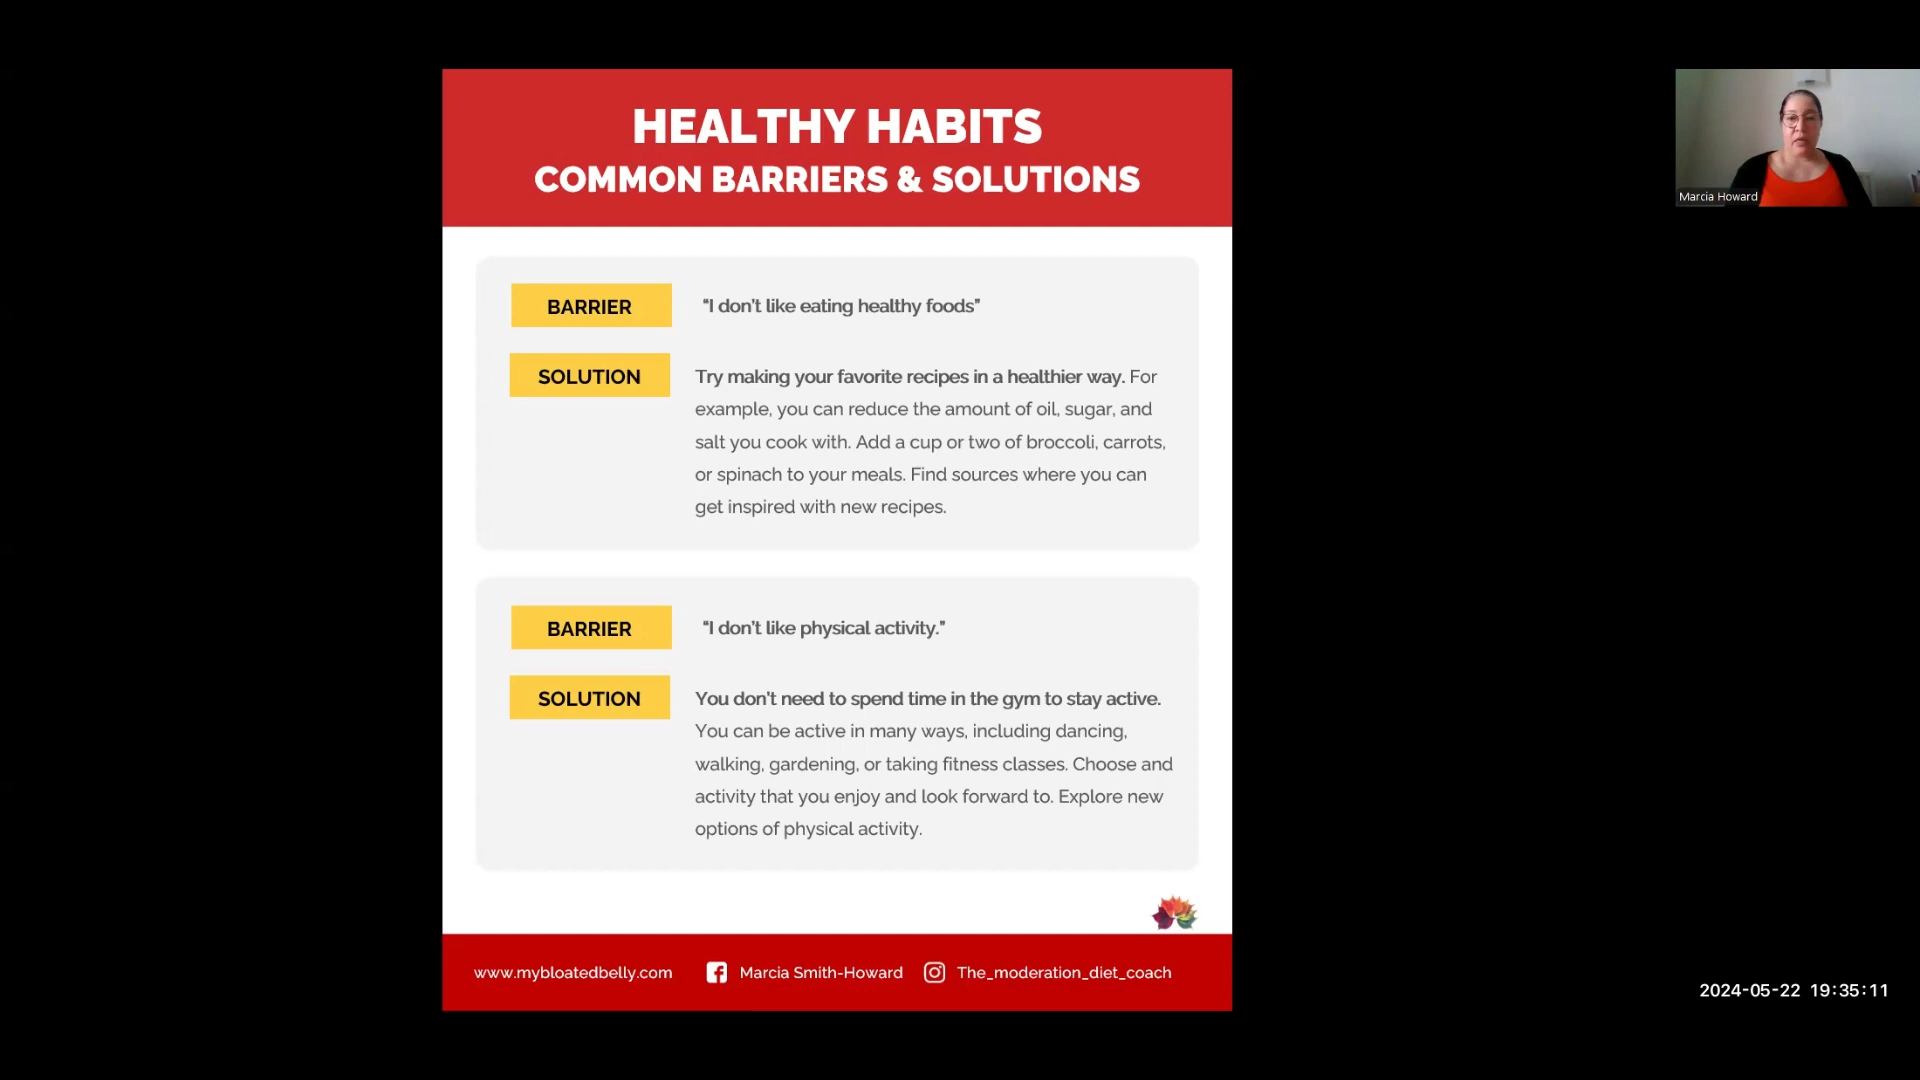 HEALTHY HABITS
COMMON BARRIERS & SOLUTIONS
BARRIER
“I don’t like eating healthy foods”
SOLUTION
Try making your favorite recipes in a healthier way. For
example, you can reduce the amount of oil, sugar, and
salt you cook with. Add a cup or two of broccoli, carrots,
or spinach to your meals. Find sources where you can
get inspired with new recipes.
BARRIER
“I don’t like physical activity.”
SOLUTION
You don’t need to spend time in the gym to stay active.
You can be active in many ways, including dancing,
walking, gardening, or taking fitness classes. Choose and
activity that you enjoy and look forward to. Explore new
options of physical activity.
www.mybloatedbelly.com
Marcia Smith-Howard
The_moderation_diet_coach
Marcia Howard
2024-05-22 19:35:11